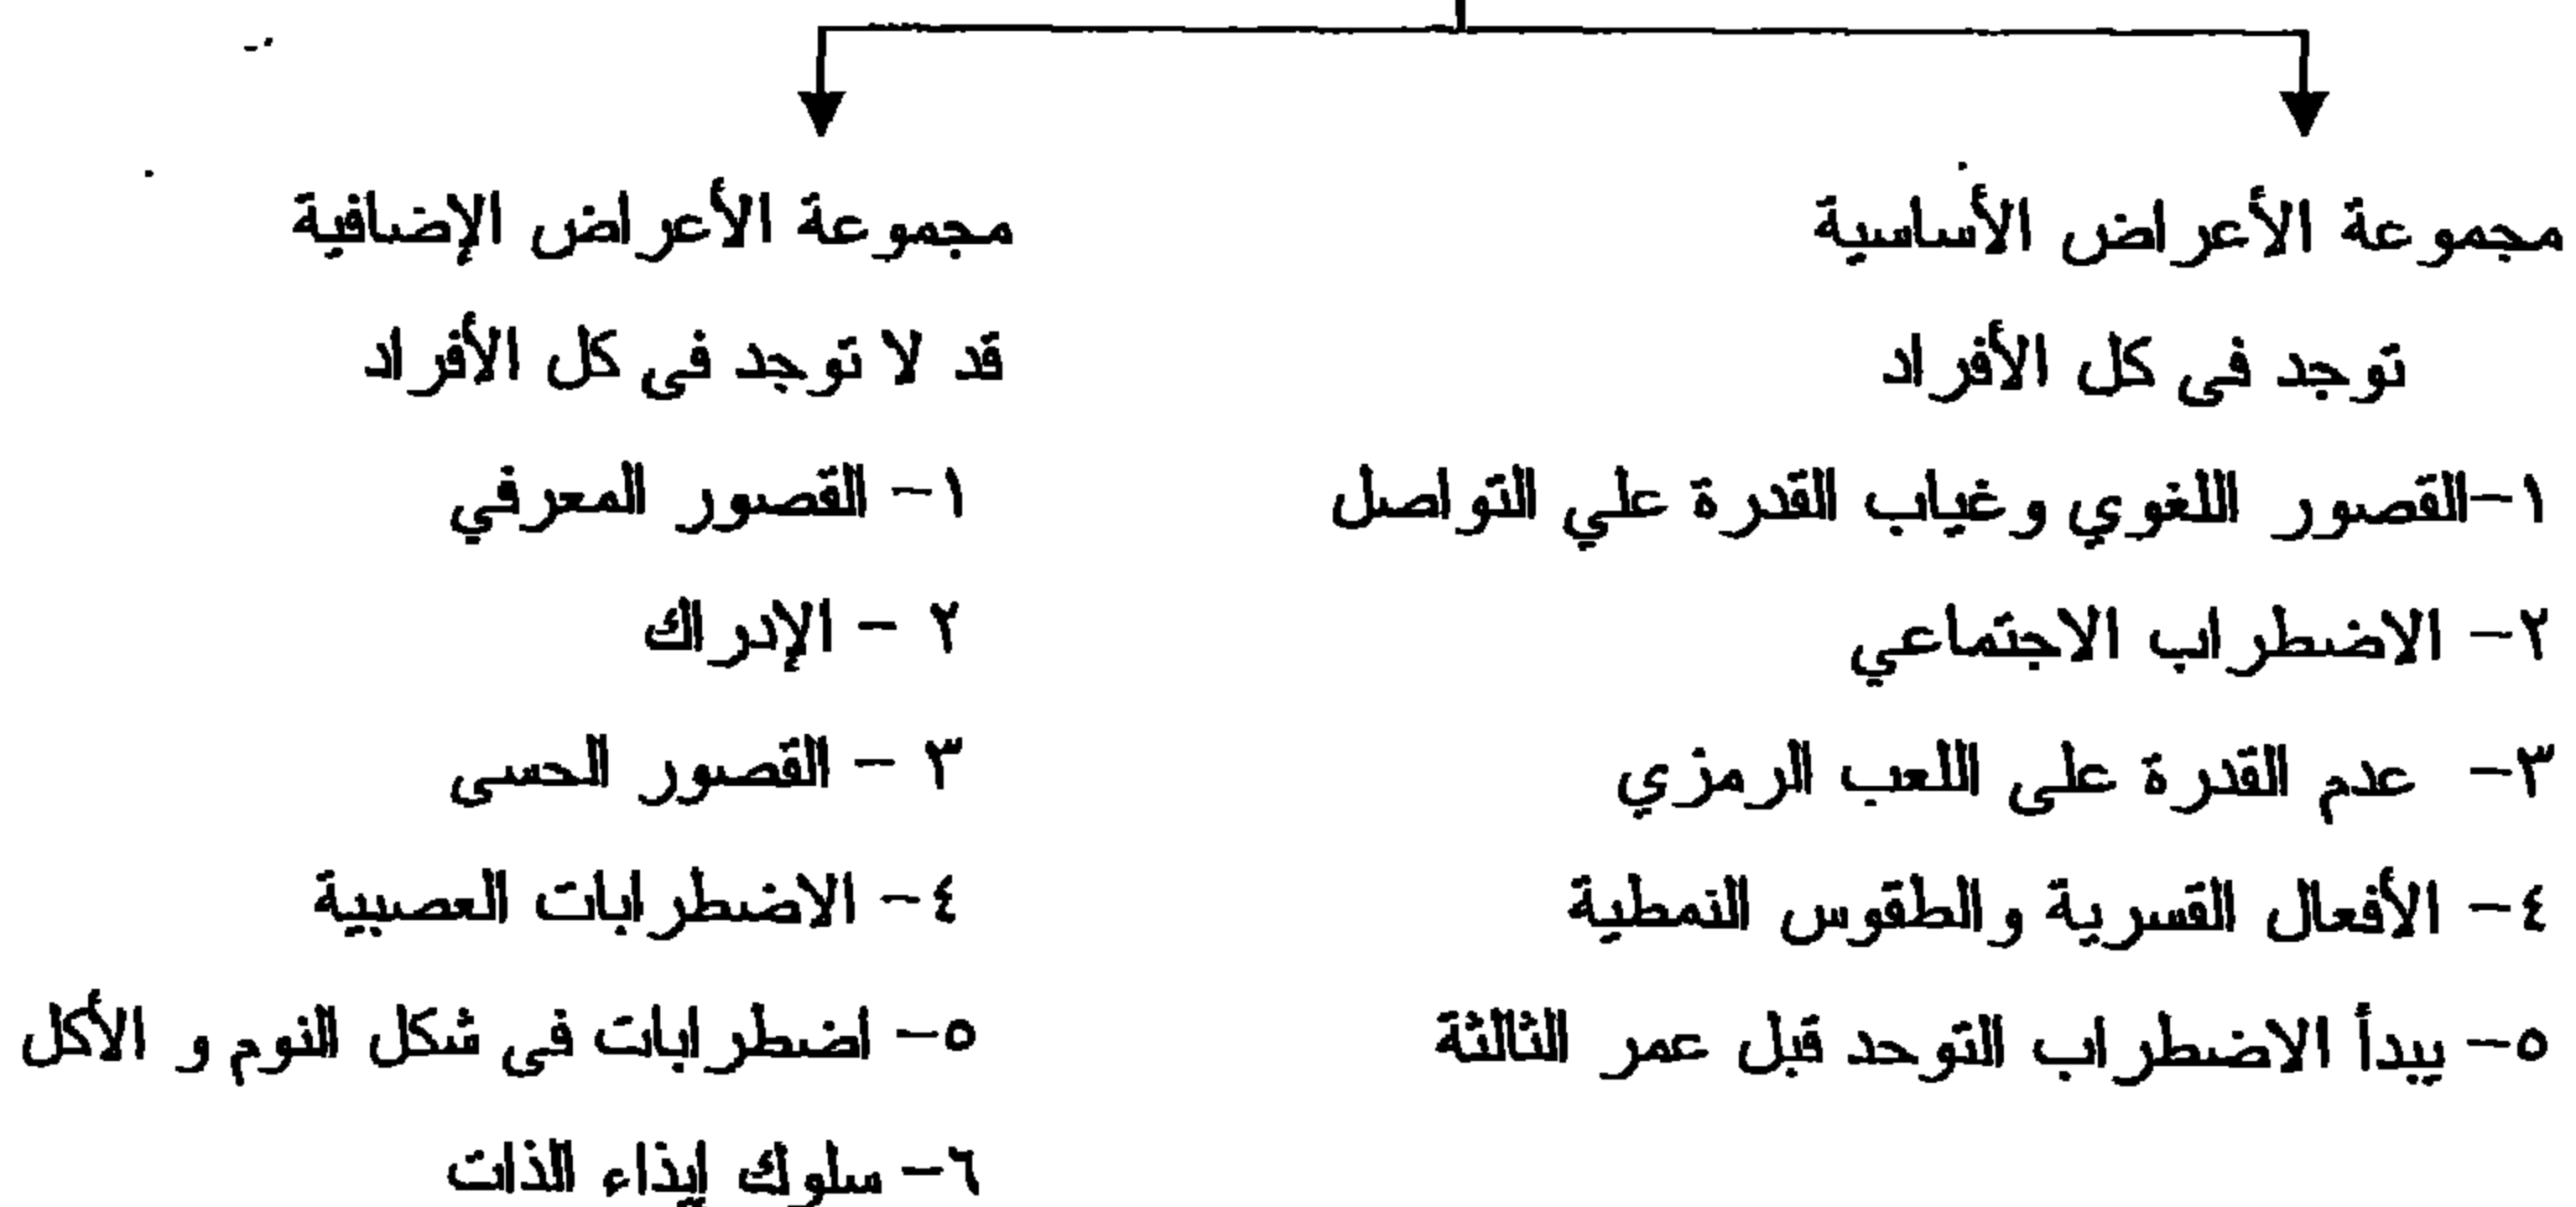 مجموعة الأعراض الأساسية
توجد فى كل الأفراد
١-القصور اللغوي وغياب القدرة علي التواصل
٢- الاضطراب الاجتماعي
٣- عدم القدرة على اللعب الرمزي
٤- الأفعال القسرية والطقوس النمطية
٥- يبدأ الاضطراب التوحد قبل عمر الثالثة
مجموعة الأعراض الإضافية
قد لا توجد فى كل الأفراد
١- القصور المعرفي
٢ - الإدراك
٣ - القصور الحسى
٤- الاضطرابات العصبية
٥- اضطرابات فى شكل النوم و الأكل
٦- سلوك إيذاء الذات